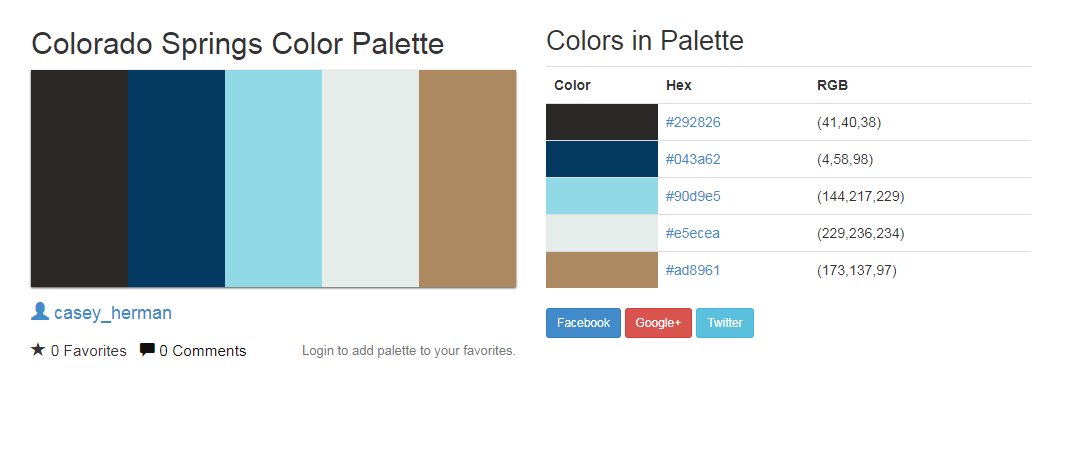 Colorado Springs Color Palette
casey_herman
0 Favorites 0 Comments Login to add palette to your favorites.
Colors in Palette
Color Hex RGB
#292826 (41,40,38)
#043a62 (4,58,98)
#90d9e5 (144,217,229)
#e5ecea (229,236,234)
#ad8961 (173,137,97)
Facebook Google+ Twitter